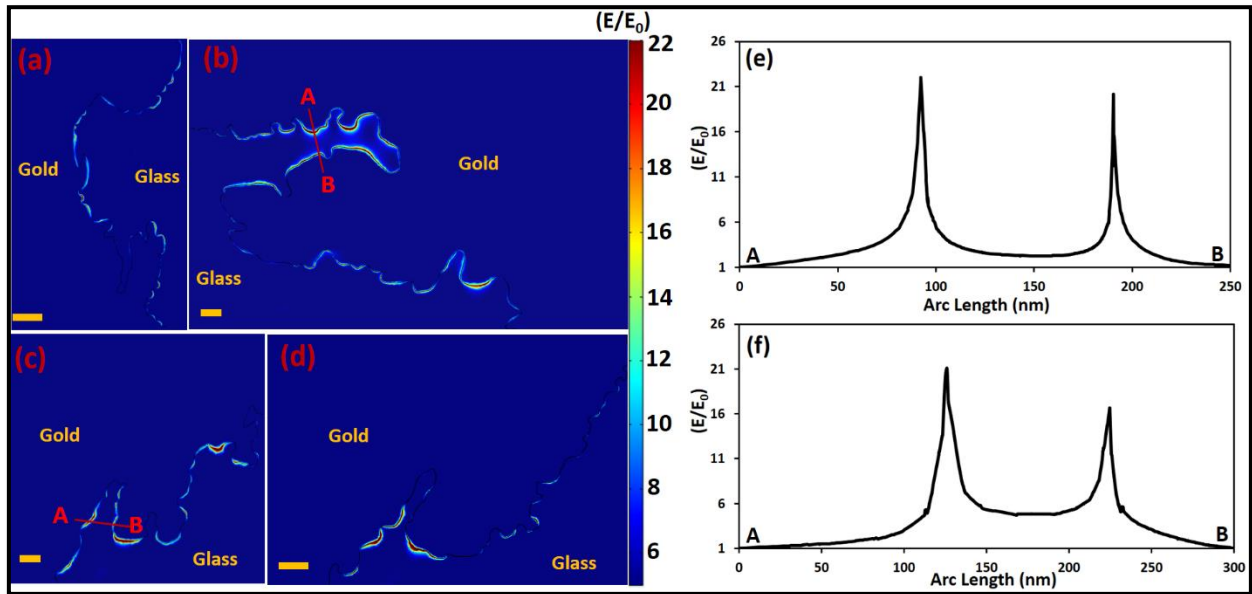 (E/E₀)
(a)
Gold
Glass
(b)
A
B
Gold
Glass
(c)
Gold
A
B
Glass
(d)
Gold
Glass
22
20
18
16
14
12
10
8
6
(e)
(E/E₀)
26
21
16
11
6
1
A
B
0 50 100 150 200 250
Arc Length (nm)
(f)
(E/E₀)
26
21
16
11
6
1
A
B
0 50 100 150 200 250 300
Arc Length (nm)